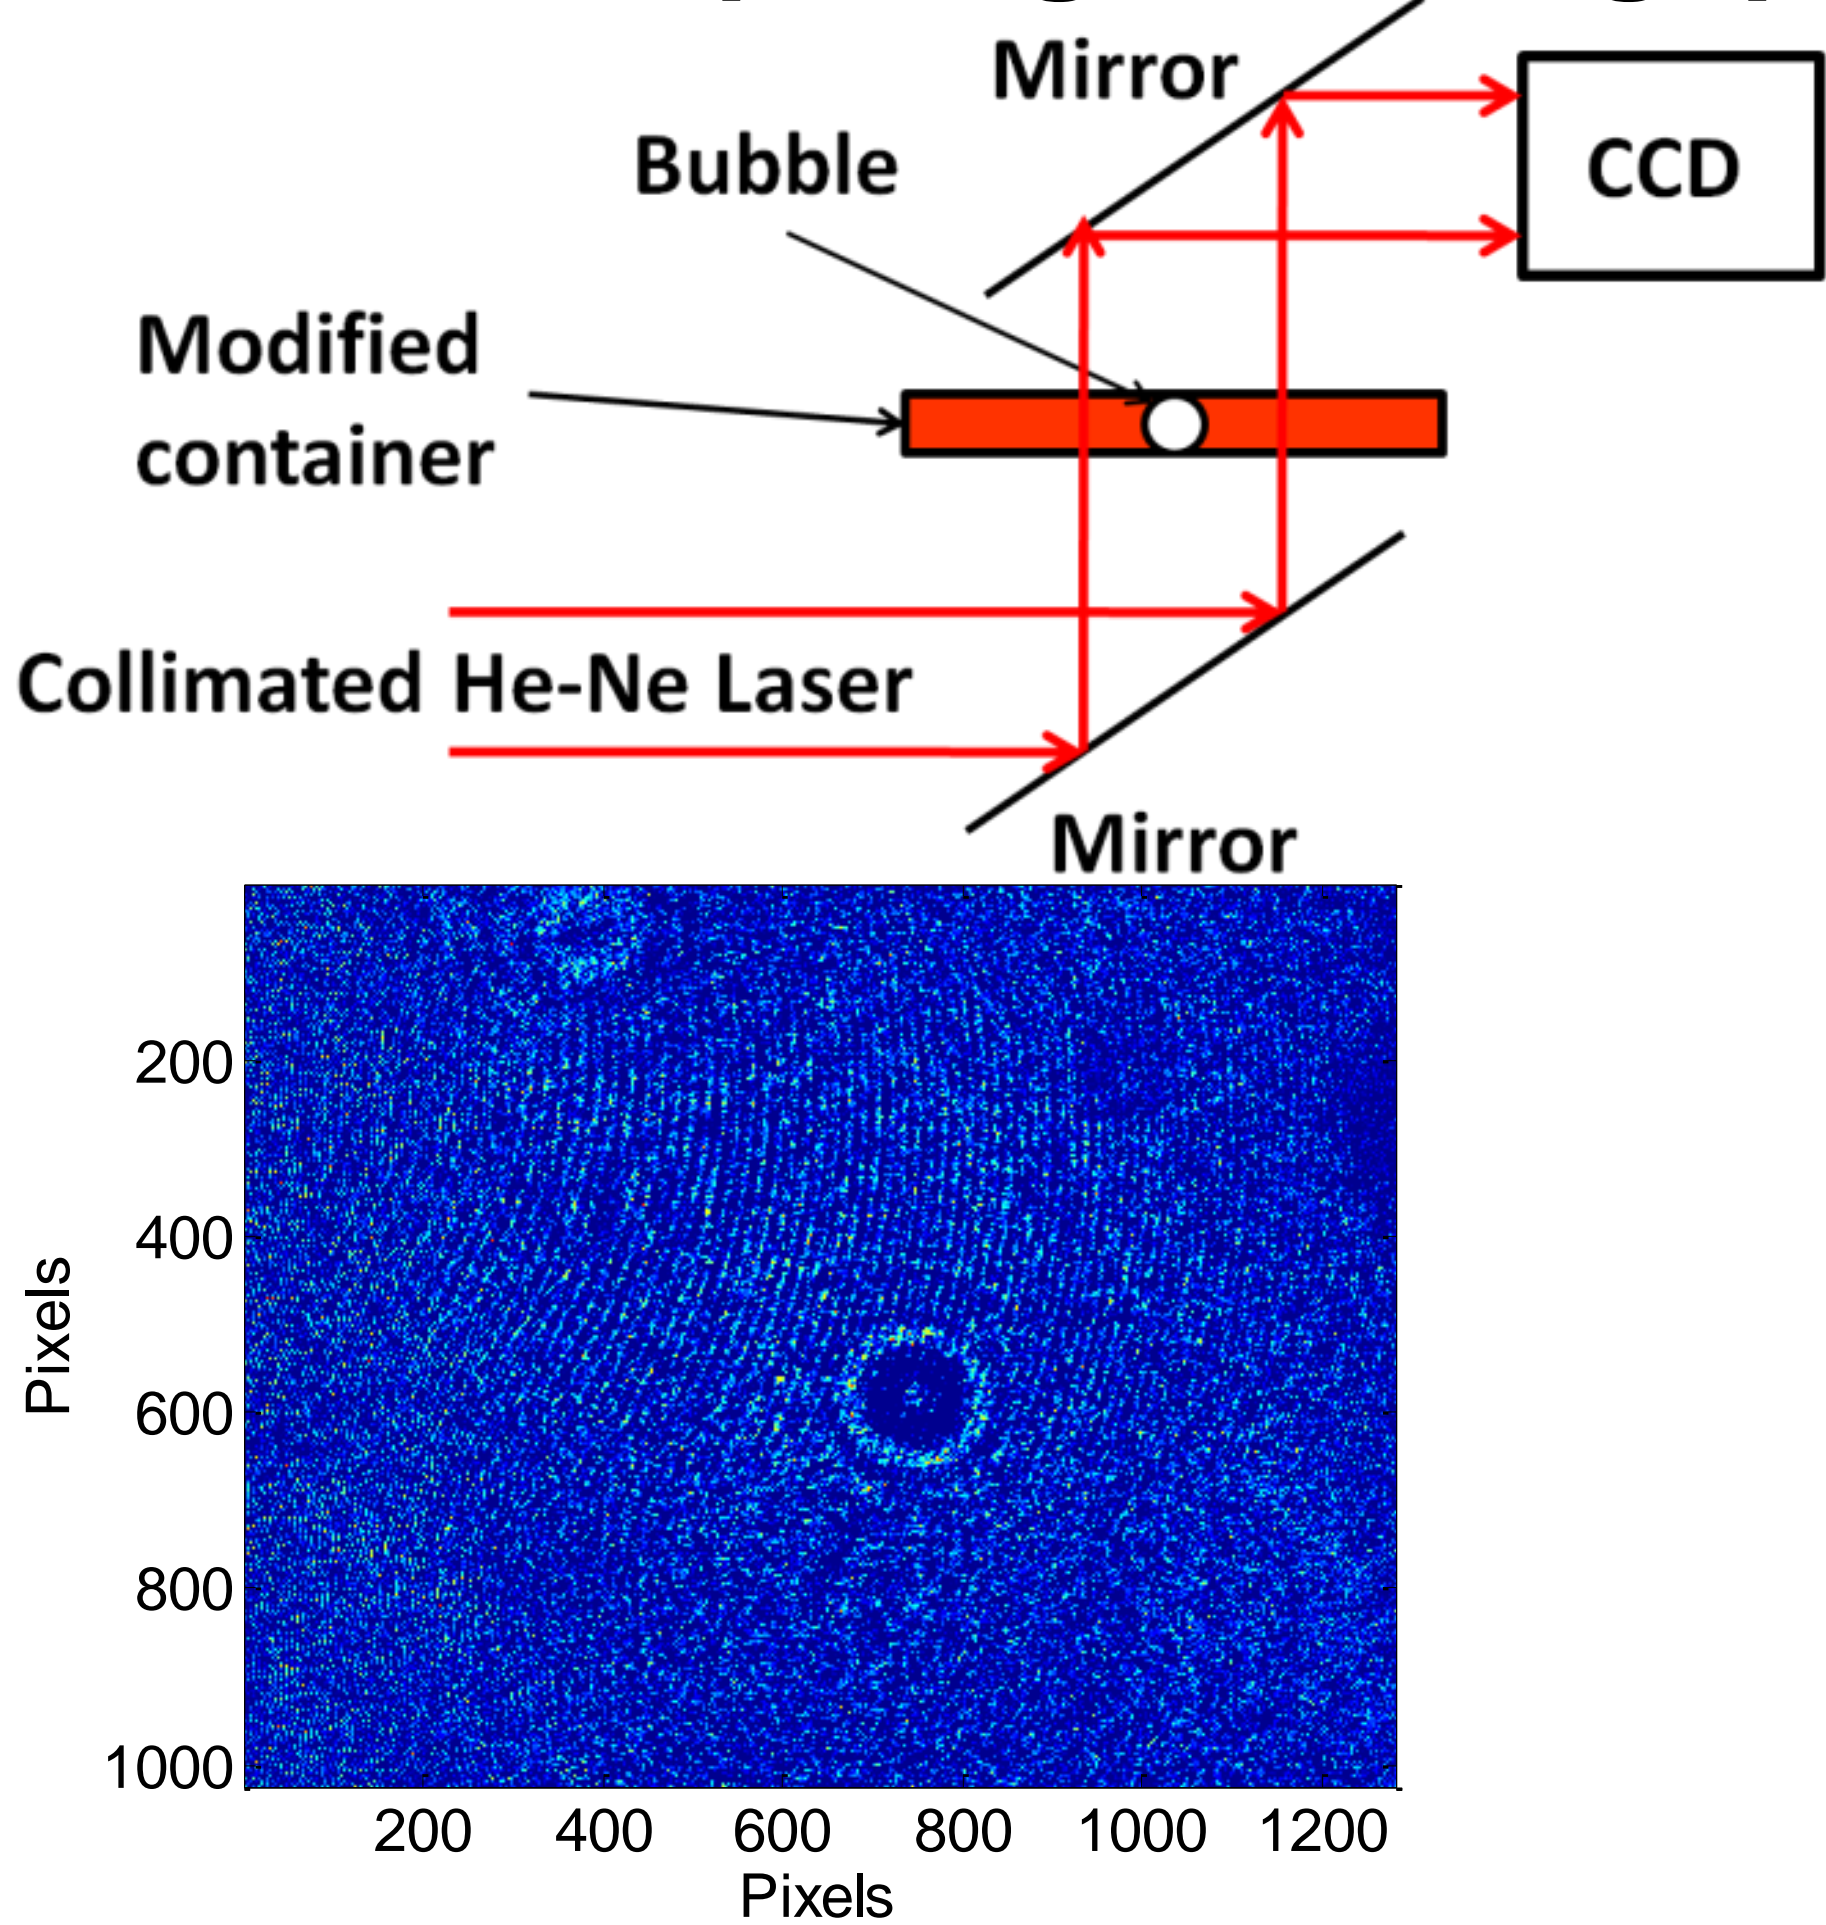 Mirror
CCD
Bubble
Modified
container
Collimated He-Ne Laser
Mirror
200
400
600
800
1000
Pixels
200 400 600 800 1000 1200
Pixels